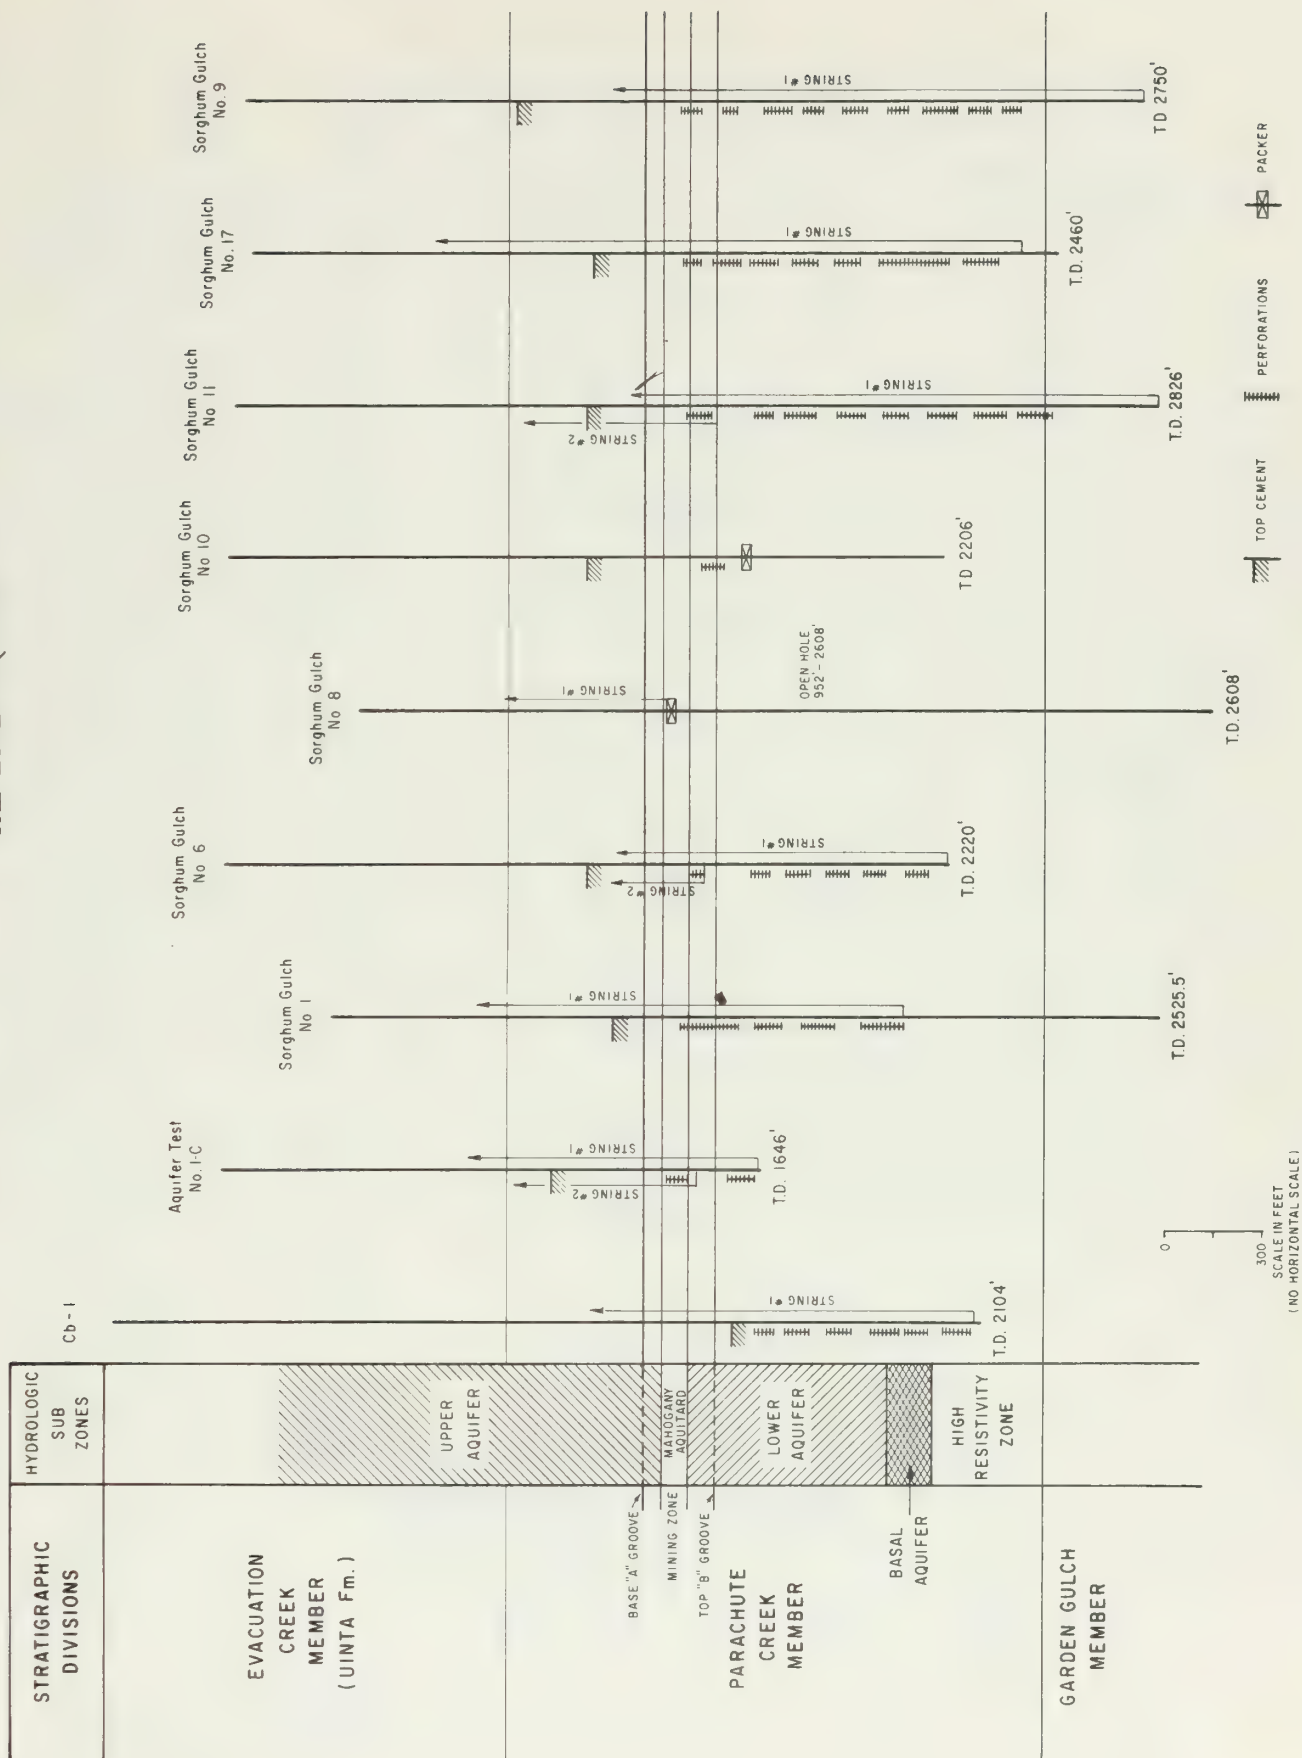 STRATIGRAPHIC
DIVISIONS
HYDROLOGIC
SUB
ZONES
EVACUATION
CREEK
MEMBER
(UINTA Fm.)
BASE "A" GROOVE
MINING ZONE
TOP "B" GROOVE
PARACHUTE
CREEK
MEMBER
BASAL
AQUIFER
GARDEN GULCH
MEMBER
UPPER
AQUIFER
MAHOGANY
AQUITARD
LOWER
AQUIFER
HIGH
RESISTIVITY
ZONE
Cb-1
STRING #1
T.D. 2104'
Aquifer Test
No. 1-C
STRING #1
STRING #2
T.D. 1646'
Sorghum Gulch
No 1
STRING #1
T.D. 2525.5'
Sorghum Gulch
No 6
STRING #1
STRING #2
T.D. 2220'
Sorghum Gulch
No 8
STRING #1
OPEN HOLE
952'- 2608'
T.D. 2608'
Sorghum Gulch
No 10
TD 2206'
Sorghum Gulch
No 11
STRING #2
STRING #1
T.D. 2826'
Sorghum Gulch
No. 17
STRING #1
T.D. 2460'
Sorghum Gulch
No. 9
STRING #1
TD 2750'
0
300
SCALE IN FEET
(NO HORIZONTAL SCALE)
TOP CEMENT
PERFORATIONS
PACKER